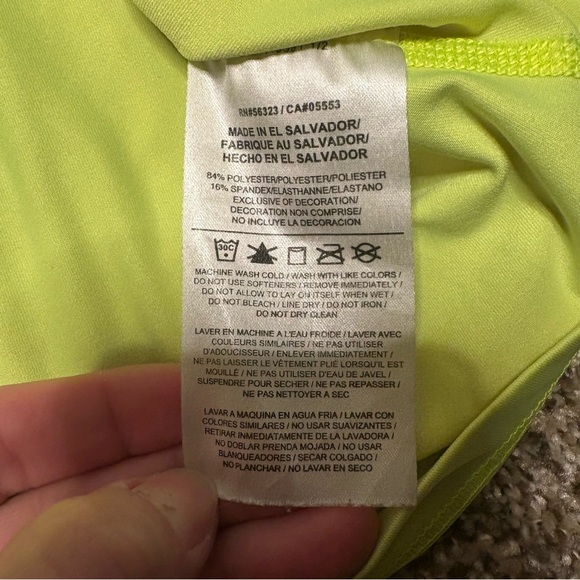 1/2
RN#56323 / CA#05553
MADE IN EL SALVADOR/
FABRIQUE AU SALVADOR/
HECHO EN EL SALVADOR
84% POLYESTER/POLYESTER/POLIESTER
16% SPANDEX/ELASTHANNE/ELASTANO
EXCLUSIVE OF DECORATION/
DECORATION NON COMPRISE/
NO INCLUYE LA DECORACION
30C
MACHINE WASH COLD / WASH WITH LIKE COLORS /
DO NOT USE SOFTENERS / REMOVE IMMEDIATELY /
DO NOT ALLOW TO LAY ON ITSELF WHEN WET /
DO NOT BLEACH / LINE DRY / DO NOT IRON /
DO NOT DRY CLEAN
LAVER EN MACHINE A L'EAU FROIDE / LAVER AVEC
COULEURS SIMILAIRES / NE PAS UTILISER
D'ADOUCISSEUR / ENLEVER IMMEDIATEMENT /
NE PAS LAISSER LE VÊTEMENT PLIÉ LORSQU'IL EST
MOUILLÉ / NE PAS UTILISER D'EAU DE JAVEL /
SUSPENDRE POUR SECHER / NE PAS REPASSER /
NE PAS NETTOYER A SEC
LAVAR A MAQUINA EN AGUA FRIA / LAVAR CON
COLORES SIMILARES / NO USAR SUAVIZANTES /
RETIRAR INMEDIATAMENTE DE LA LAVADORA /
NO DOBLAR PRENDA MOJADA / NO USAR
BLANQUEADORES / SECAR COLGADO /
NO PLANCHAR / NO LAVAR EN SECO